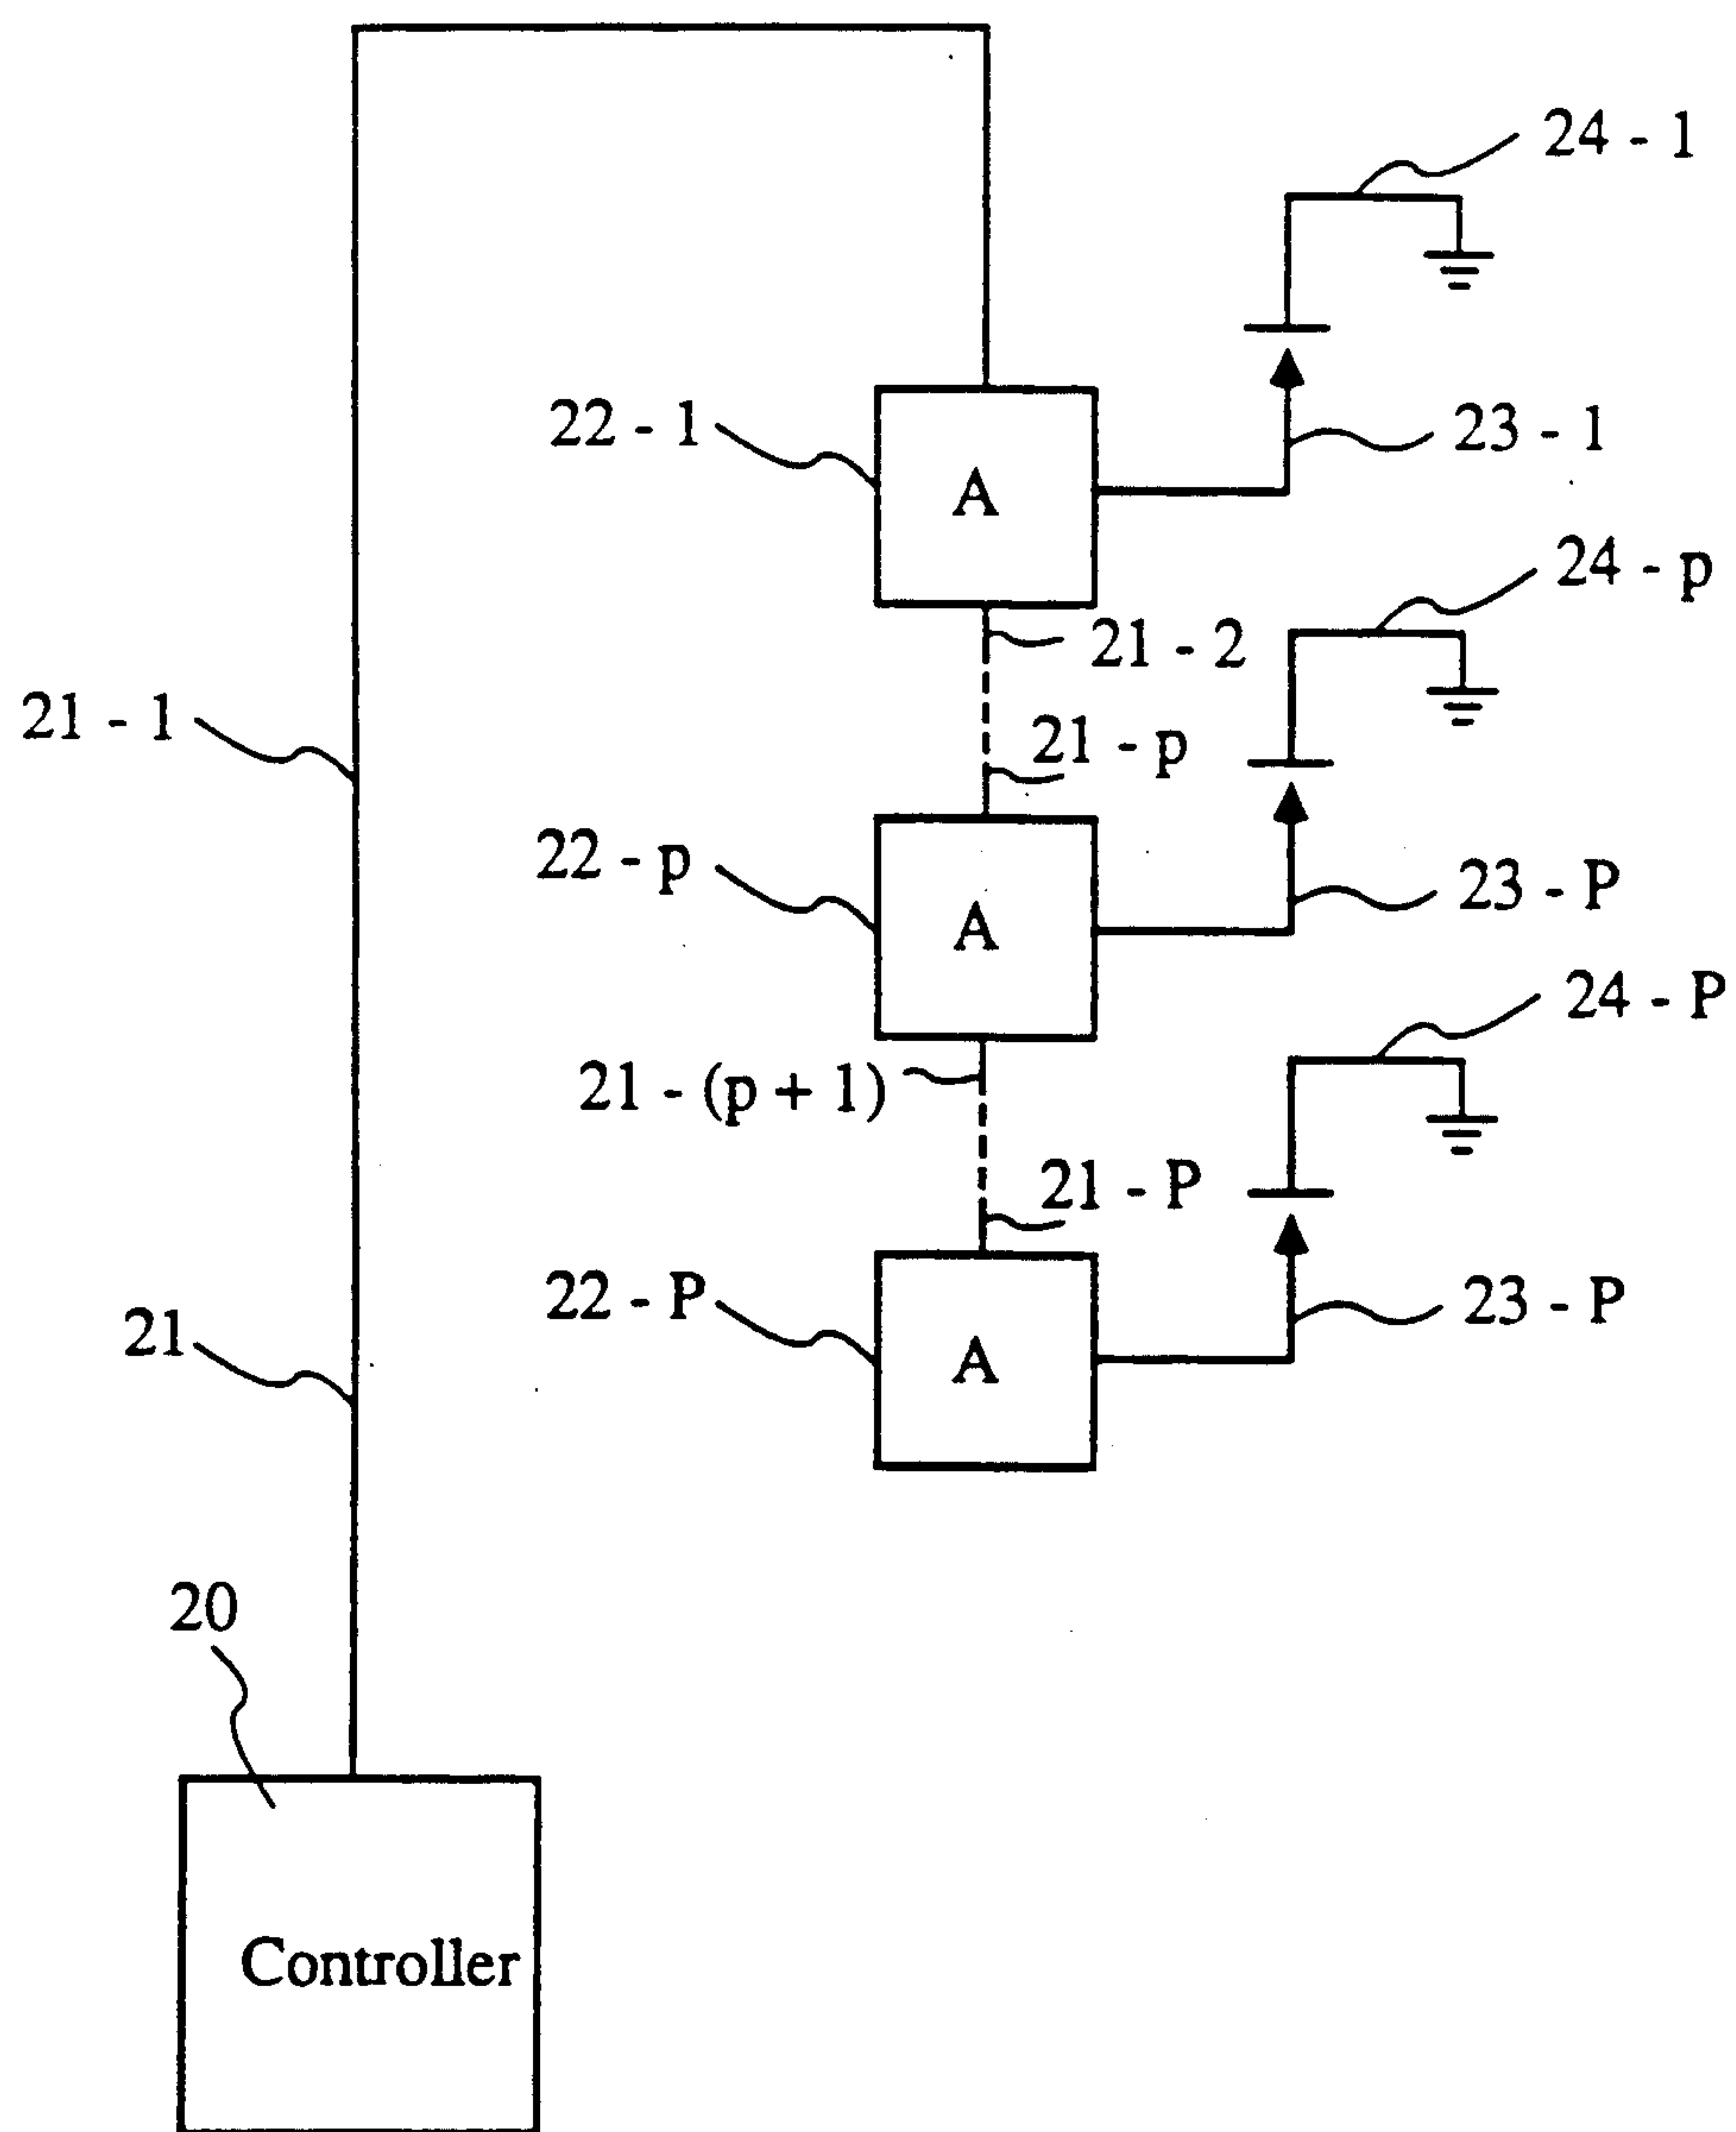 24 - 1
22 - 1
A
23 - 1
24 - p
21 - 2
21 - 1
21 - p
22 - p
A
23 - P
24 - P
21 - (p + 1)
21 - P
22 - P
A
23 - P
21
20
Controller